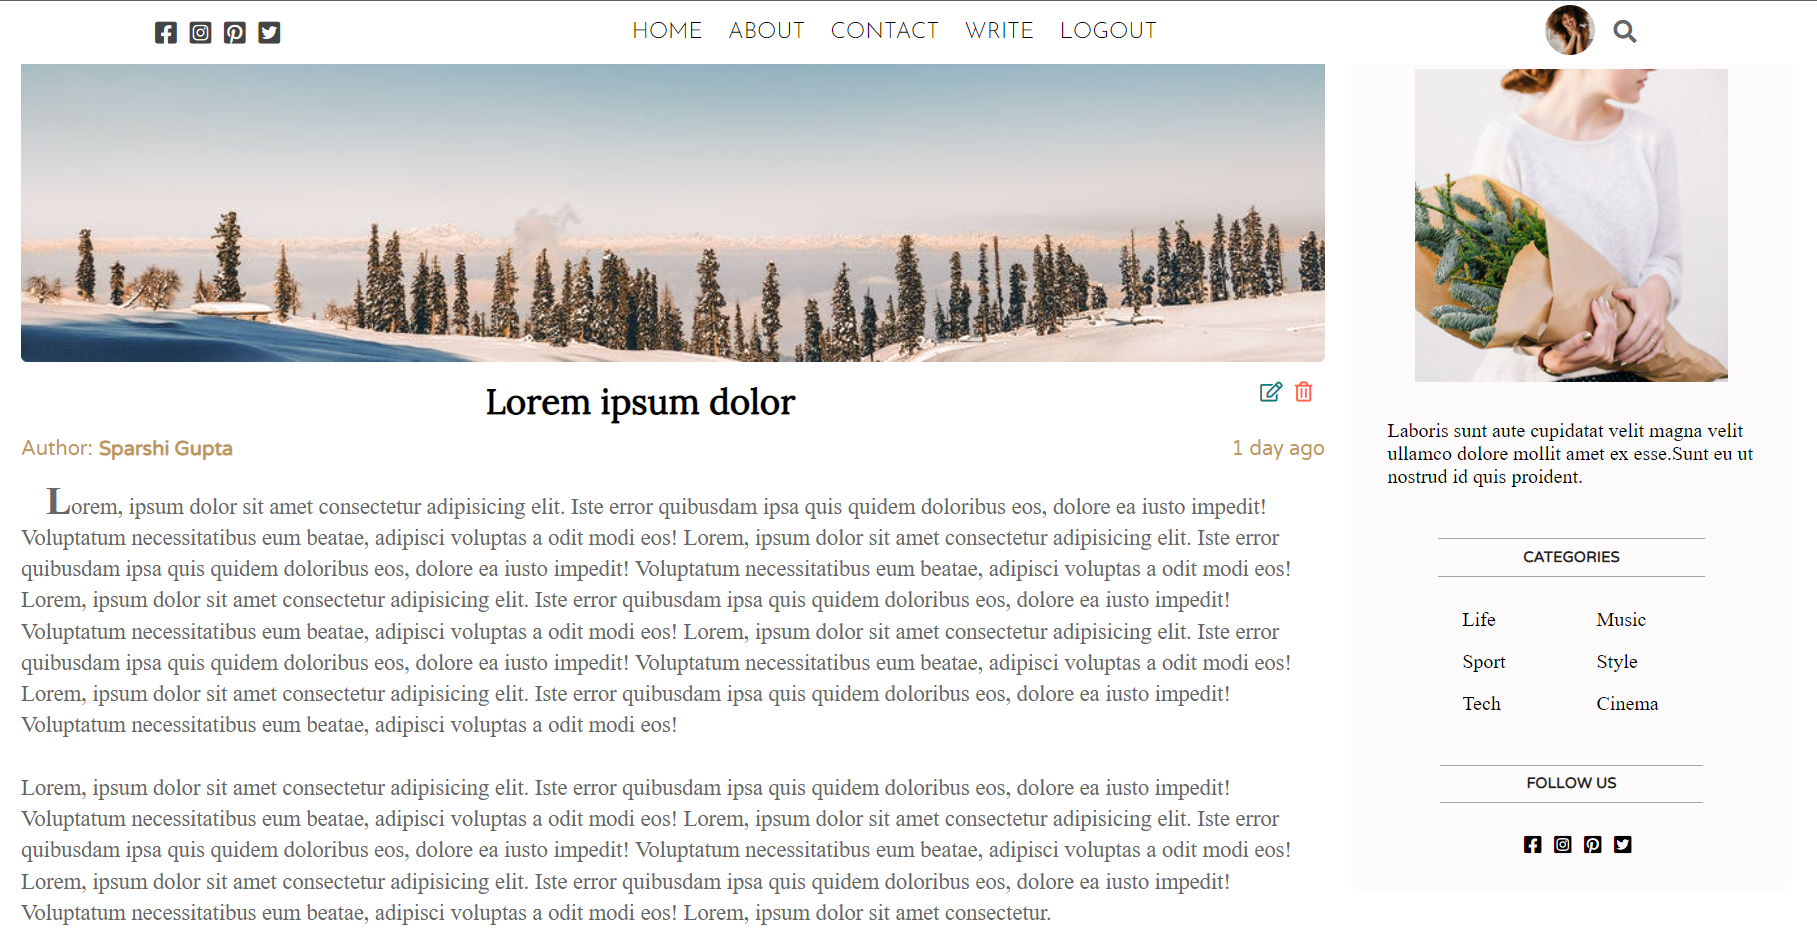 HOME ABOUT CONTACT WRITE LOGOUT
Lorem ipsum dolor
Author: Sparshi Gupta
1 day ago
Lorem, ipsum dolor sit amet consectetur adipisicing elit. Iste error quibusdam ipsa quis quidem doloribus eos, dolore ea iusto impedit!
Voluptatum necessitatibus eum beatae, adipisci voluptas a odit modi eos! Lorem, ipsum dolor sit amet consectetur adipisicing elit. Iste error
quibusdam ipsa quis quidem doloribus eos, dolore ea iusto impedit! Voluptatum necessitatibus eum beatae, adipisci voluptas a odit modi eos!
Lorem, ipsum dolor sit amet consectetur adipisicing elit. Iste error quibusdam ipsa quis quidem doloribus eos, dolore ea iusto impedit!
Voluptatum necessitatibus eum beatae, adipisci voluptas a odit modi eos! Lorem, ipsum dolor sit amet consectetur adipisicing elit. Iste error
quibusdam ipsa quis quidem doloribus eos, dolore ea iusto impedit! Voluptatum necessitatibus eum beatae, adipisci voluptas a odit modi eos!
Lorem, ipsum dolor sit amet consectetur adipisicing elit. Iste error quibusdam ipsa quis quidem doloribus eos, dolore ea iusto impedit!
Voluptatum necessitatibus eum beatae, adipisci voluptas a odit modi eos!
Lorem, ipsum dolor sit amet consectetur adipisicing elit. Iste error quibusdam ipsa quis quidem doloribus eos, dolore ea iusto impedit!
Voluptatum necessitatibus eum beatae, adipisci voluptas a odit modi eos! Lorem, ipsum dolor sit amet consectetur adipisicing elit. Iste error
quibusdam ipsa quis quidem doloribus eos, dolore ea iusto impedit! Voluptatum necessitatibus eum beatae, adipisci voluptas a odit modi eos!
Lorem, ipsum dolor sit amet consectetur adipisicing elit. Iste error quibusdam ipsa quis quidem doloribus eos, dolore ea iusto impedit!
Voluptatum necessitatibus eum beatae, adipisci voluptas a odit modi eos! Lorem, ipsum dolor sit amet consectetur.
Laboris sunt aute cupidatat velit magna velit
ullamco dolore mollit amet ex esse.Sunt eu ut
nostrud id quis proident.
CATEGORIES
Life Music
Sport Style
Tech Cinema
FOLLOW US